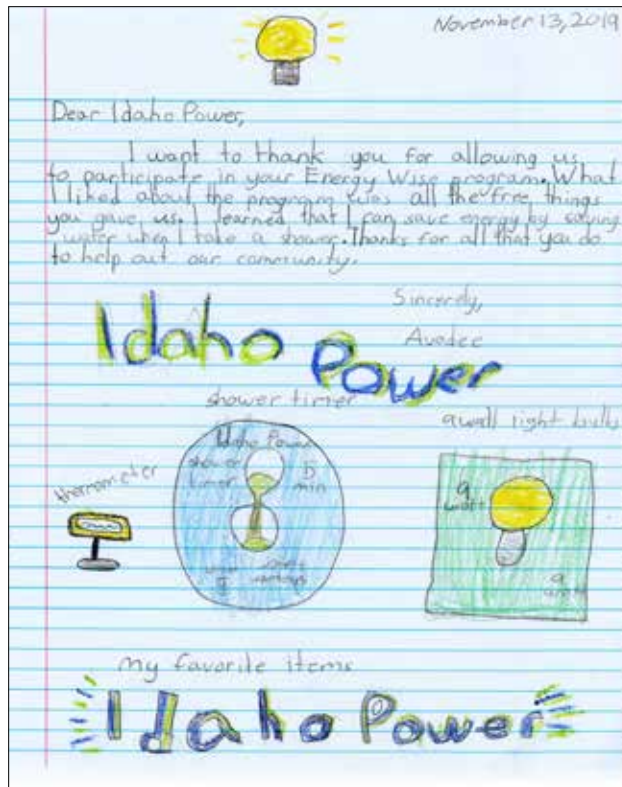 November 13, 2019
Dear Idaho Power,
I want to thank you for allowing us
to participate in your Energy Wise program. What
I liked about the program was all the free things
you gave us. I learned that I can save energy by saving
water when I take a shower. Thanks for all that you do
to help out our community.
Sincerely,
Idaho Power
shower timer
9 watt light bulbs
thermometer
Idaho Power
shower
timer
5
min
9
watt
9
watt
my favorite items
Idaho Power